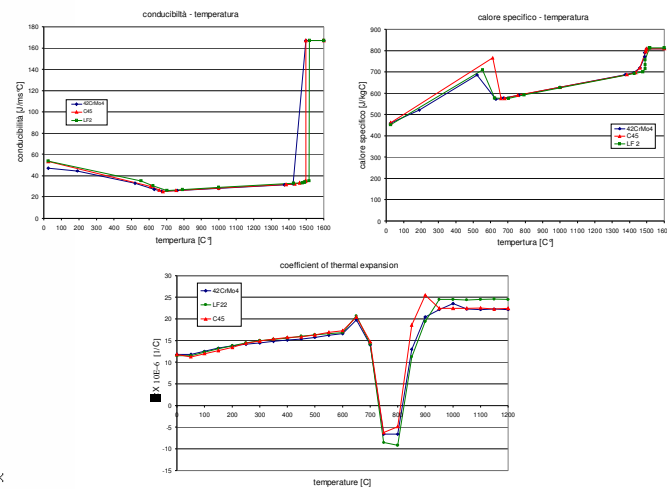 conducibiltà - temperatura
conducibilità [J/ms°C]
180
160
140
120
100
80
60
40
20
0
42CrMo4
C45
LF2
0 100 200 300 400 500 600 700 800 900 1000 1100 1200 1300 1400 1500 1600
tempertura [C°]
calore specifico - temperatura
calore specifico [J/kgC]
900
800
700
600
500
400
300
200
100
0
42CrMo4
C45
LF 2
0 100 200 300 400 500 600 700 800 900 1000 1100 1200 1300 1400 1500 1600
tempertura [C°]
coefficient of thermal expansion
X 10E-6 [1/C]
30
25
20
15
10
5
0
-5
-10
-15
42CrMo4
LF22
C45
0 100 200 300 400 500 600 700 800 900 1000 1100 1200
temperature [C]